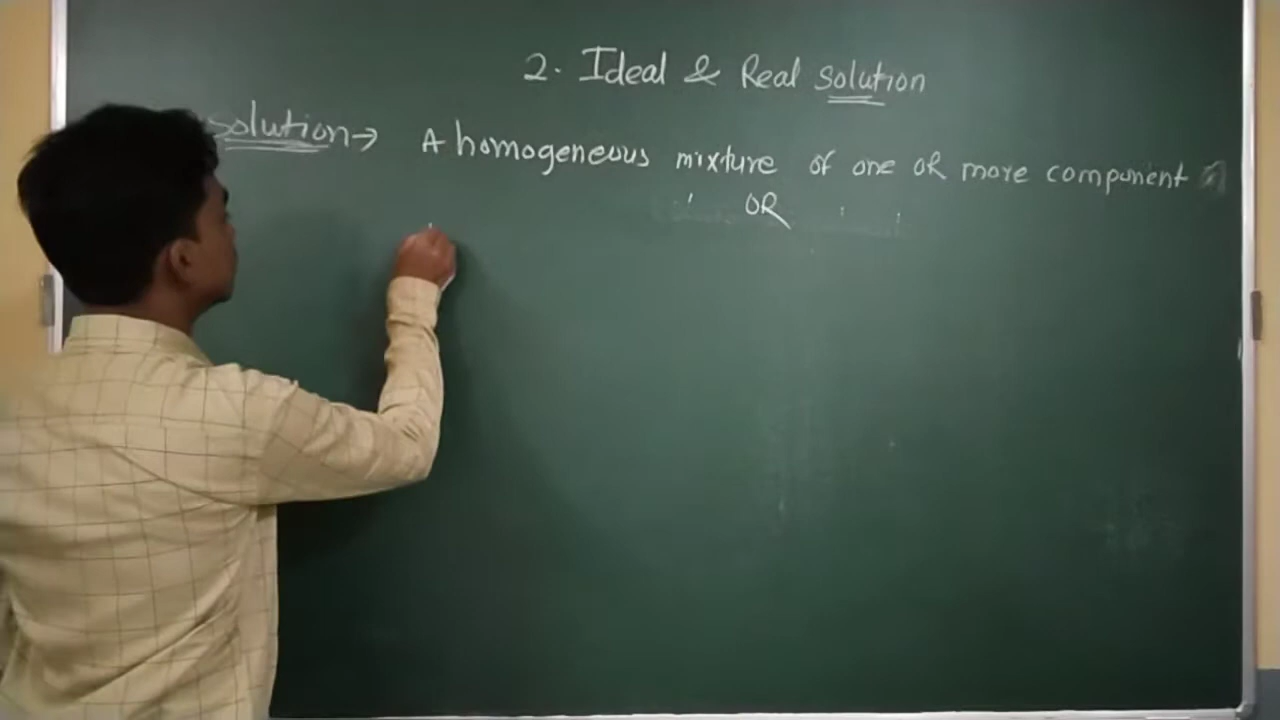 2. Ideal & Real solution
solution → A homogeneous mixture of one OR more component
OR